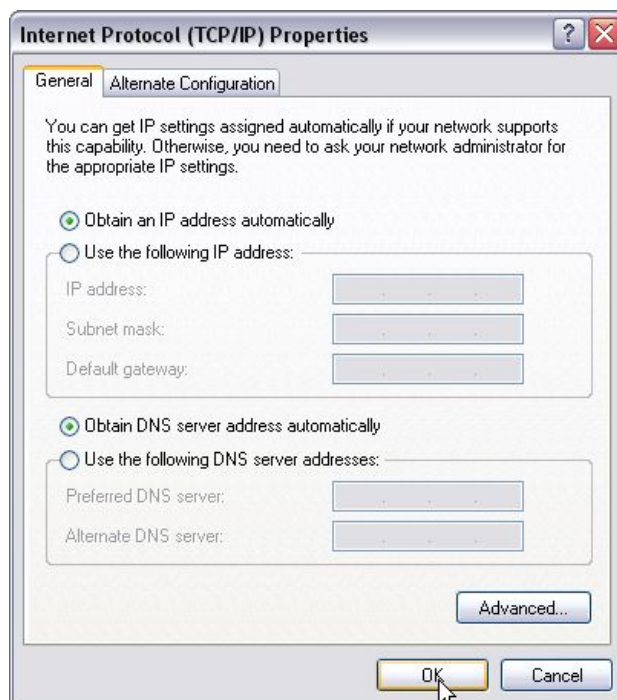 Internet Protocol (TCP/IP) Properties
General
Alternate Configuration
You can get IP settings assigned automatically if your network supports
this capability. Otherwise, you need to ask your network administrator for
the appropriate IP settings.
Obtain an IP address automatically
Use the following IP address:
IP address:
Subnet mask:
Default gateway:
Obtain DNS server address automatically
Use the following DNS server addresses:
Preferred DNS server:
Alternate DNS server:
Advanced...
OK
Cancel